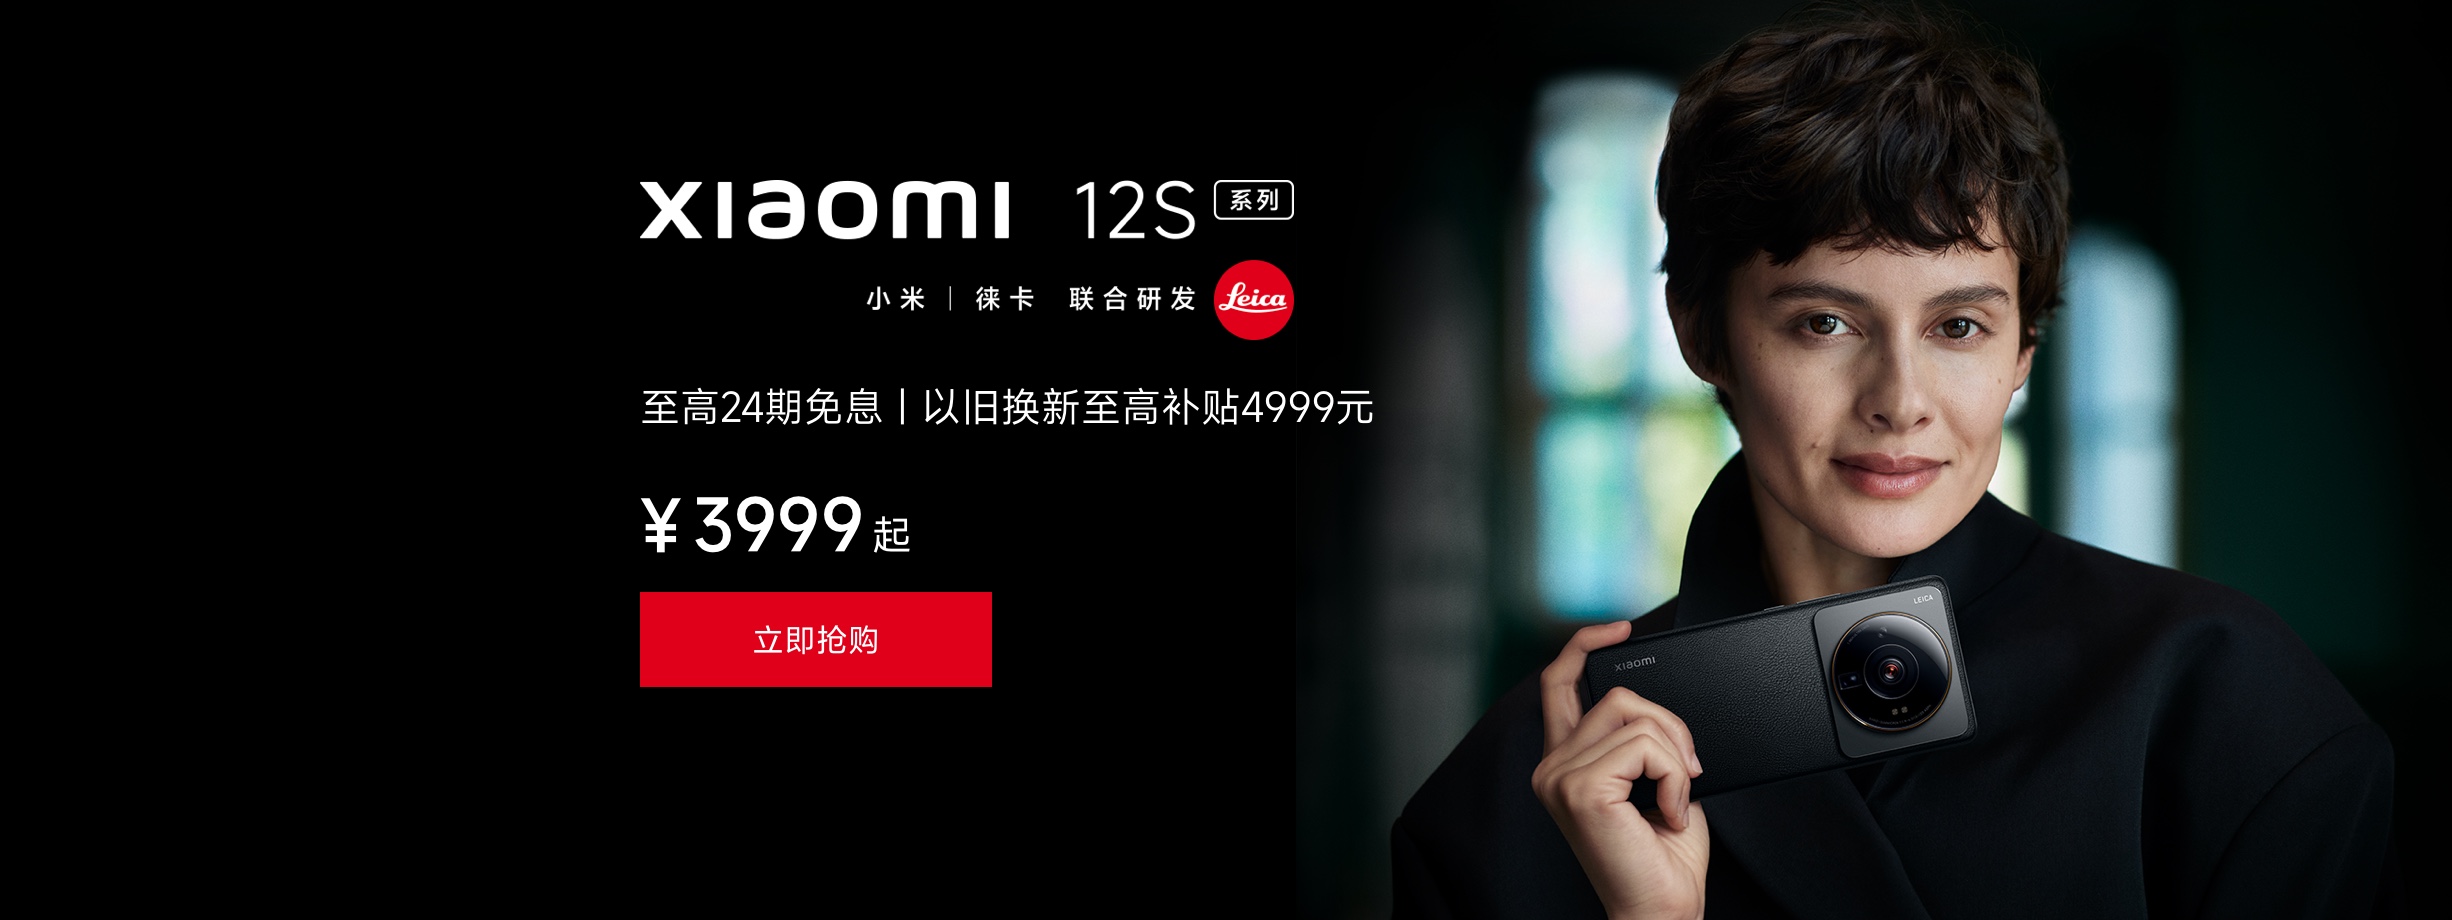 xiaomi 12S 系列
小米 | 徕卡 联合研发 Leica
至高24期免息 | 以旧换新至高补贴4999元
¥3999起
立即抢购
LEICA
xiaomi